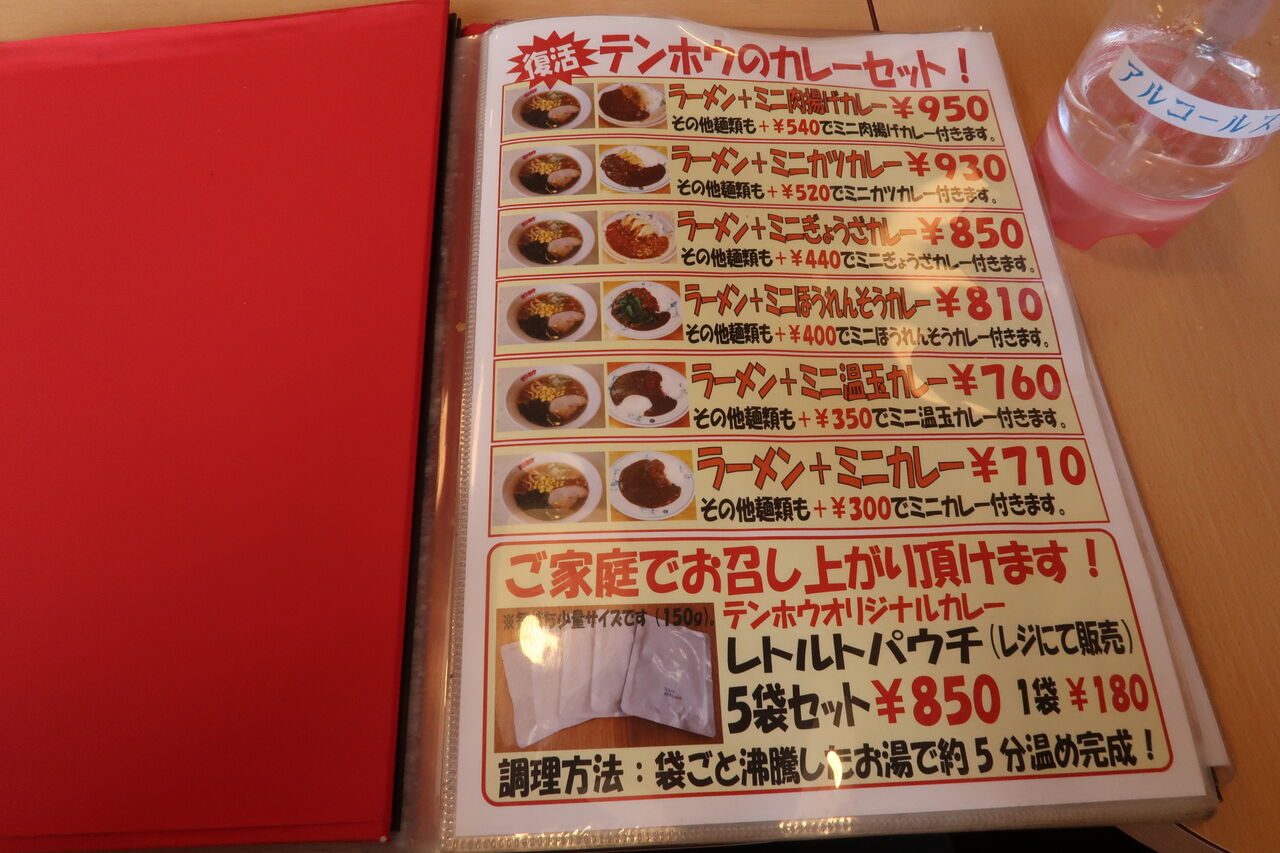 復活 テンホウのカレーセット!
ラーメン+ミニ肉揚げカレー ¥950
その他麺類も+¥540でミニ肉揚げカレー付きます。
ラーメン+ミニカツカレー ¥930
その他麺類も+¥520でミニカツカレー付きます。
ラーメン+ミニぎょうざカレー ¥850
その他麺類も+¥440でミニぎょうざカレー付きます。
ラーメン+ミニほうれんそうカレー ¥810
その他麺類も+¥400でミニほうれんそうカレー付きます。
ラーメン+ミニ温玉カレー ¥760
その他麺類も+¥350でミニ温玉カレー付きます。
ラーメン+ミニカレー ¥710
その他麺類も+¥300でミニカレー付きます。
ご家庭でお召し上がり頂けます!
少量サイズです(150g)。
テンホウオリジナルカレー
レトルトパウチ(レジにて販売)
5袋セット ¥850 1袋 ¥180
調理方法:袋ごと沸騰したお湯で約5分温め完成!
アルコール